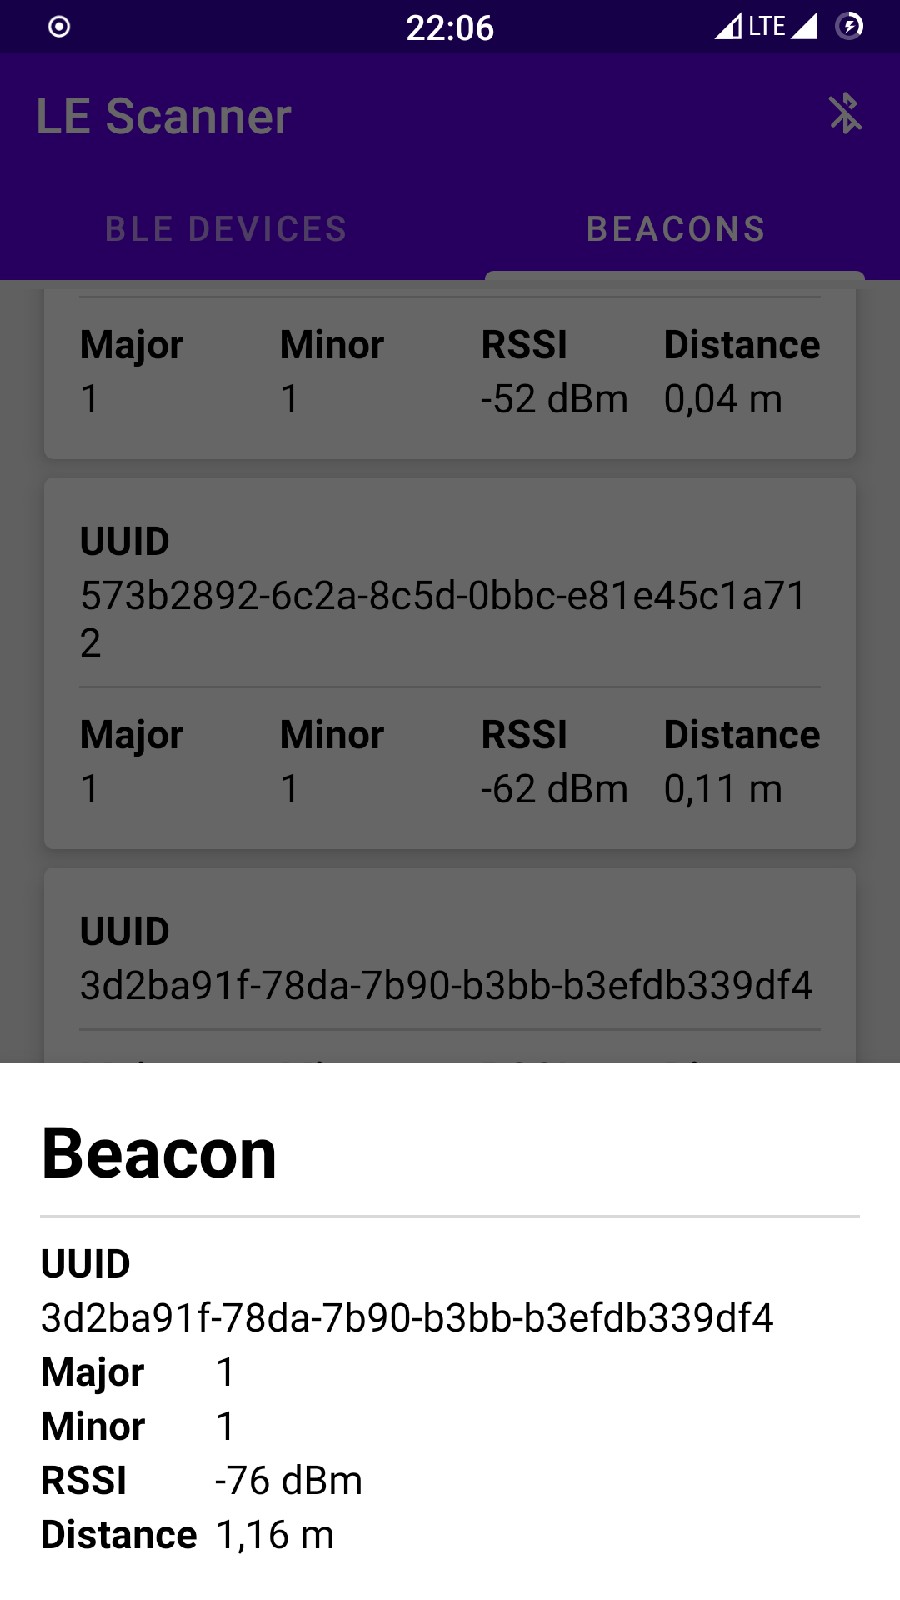 22:06
LTE
LE Scanner
BLE DEVICES BEACONS
Major Minor RSSI Distance
1 1 -52 dBm 0,04 m
UUID
573b2892-6c2a-8c5d-0bbc-e81e45c1a71
2
Major Minor RSSI Distance
1 1 -62 dBm 0,11 m
UUID
3d2ba91f-78da-7b90-b3bb-b3efdb339df4
Beacon
UUID
3d2ba91f-78da-7b90-b3bb-b3efdb339df4
Major 1
Minor 1
RSSI -76 dBm
Distance 1,16 m